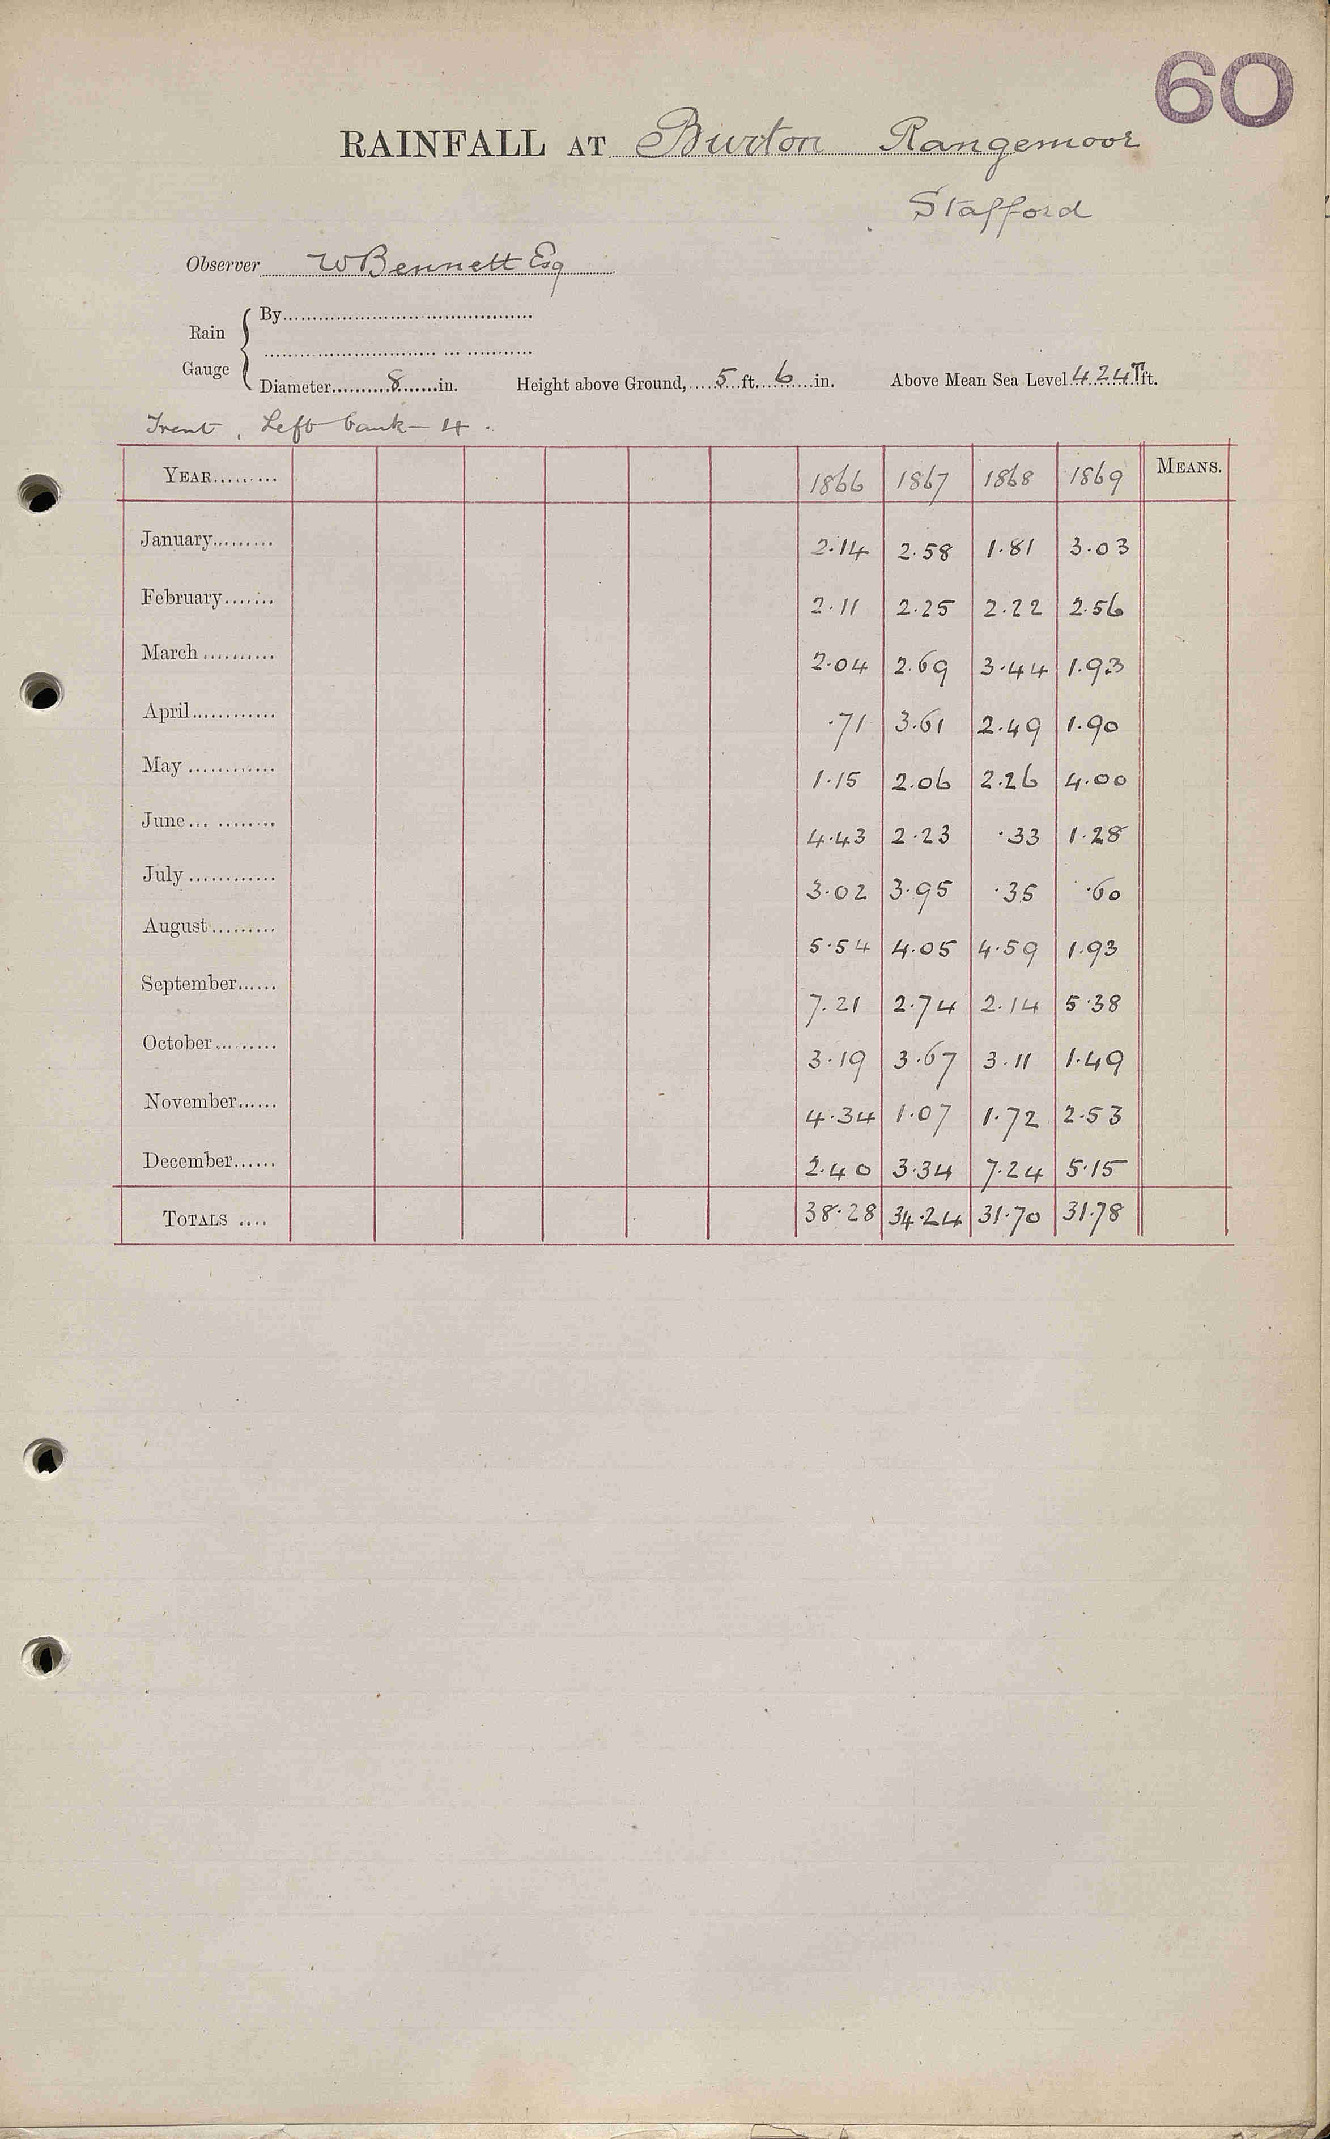 60
RAINFALL AT Burton Rangemoor
Stafford
Observer W Bennett Esq
Rain Gauge
By
Diameter 8 in. Height above Ground, 5 ft. 6 in. Above Mean Sea Level 424 T ft.
Trent, Left bank - 4.
YEAR 1866 1867 1868 1869 MEANS.
January 2.14 2.58 1.81 3.03
February 2.11 2.25 2.22 2.56
March 2.04 2.69 3.44 1.93
April .71 3.61 2.49 1.90
May 1.15 2.06 2.26 4.00
June 4.43 2.23 .33 1.28
July 3.02 3.95 .35 .60
August 5.54 4.05 4.59 1.93
September 7.21 2.74 2.14 5.38
October 3.19 3.67 3.11 1.49
November 4.34 1.07 1.72 2.53
December 2.40 3.34 7.24 5.15
TOTALS 38.28 34.24 31.70 31.78